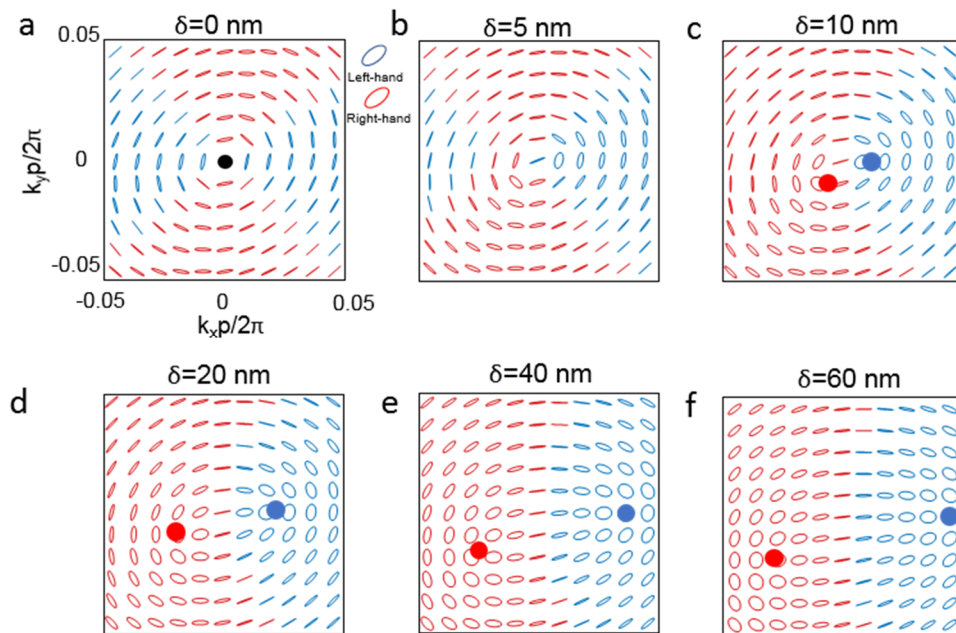 a
δ=0 nm
0.05
0
-0.05
kyp/2π
-0.05
0
0.05
kxp/2π
Left-hand
Right-hand
b
δ=5 nm
c
δ=10 nm
d
δ=20 nm
e
δ=40 nm
f
δ=60 nm